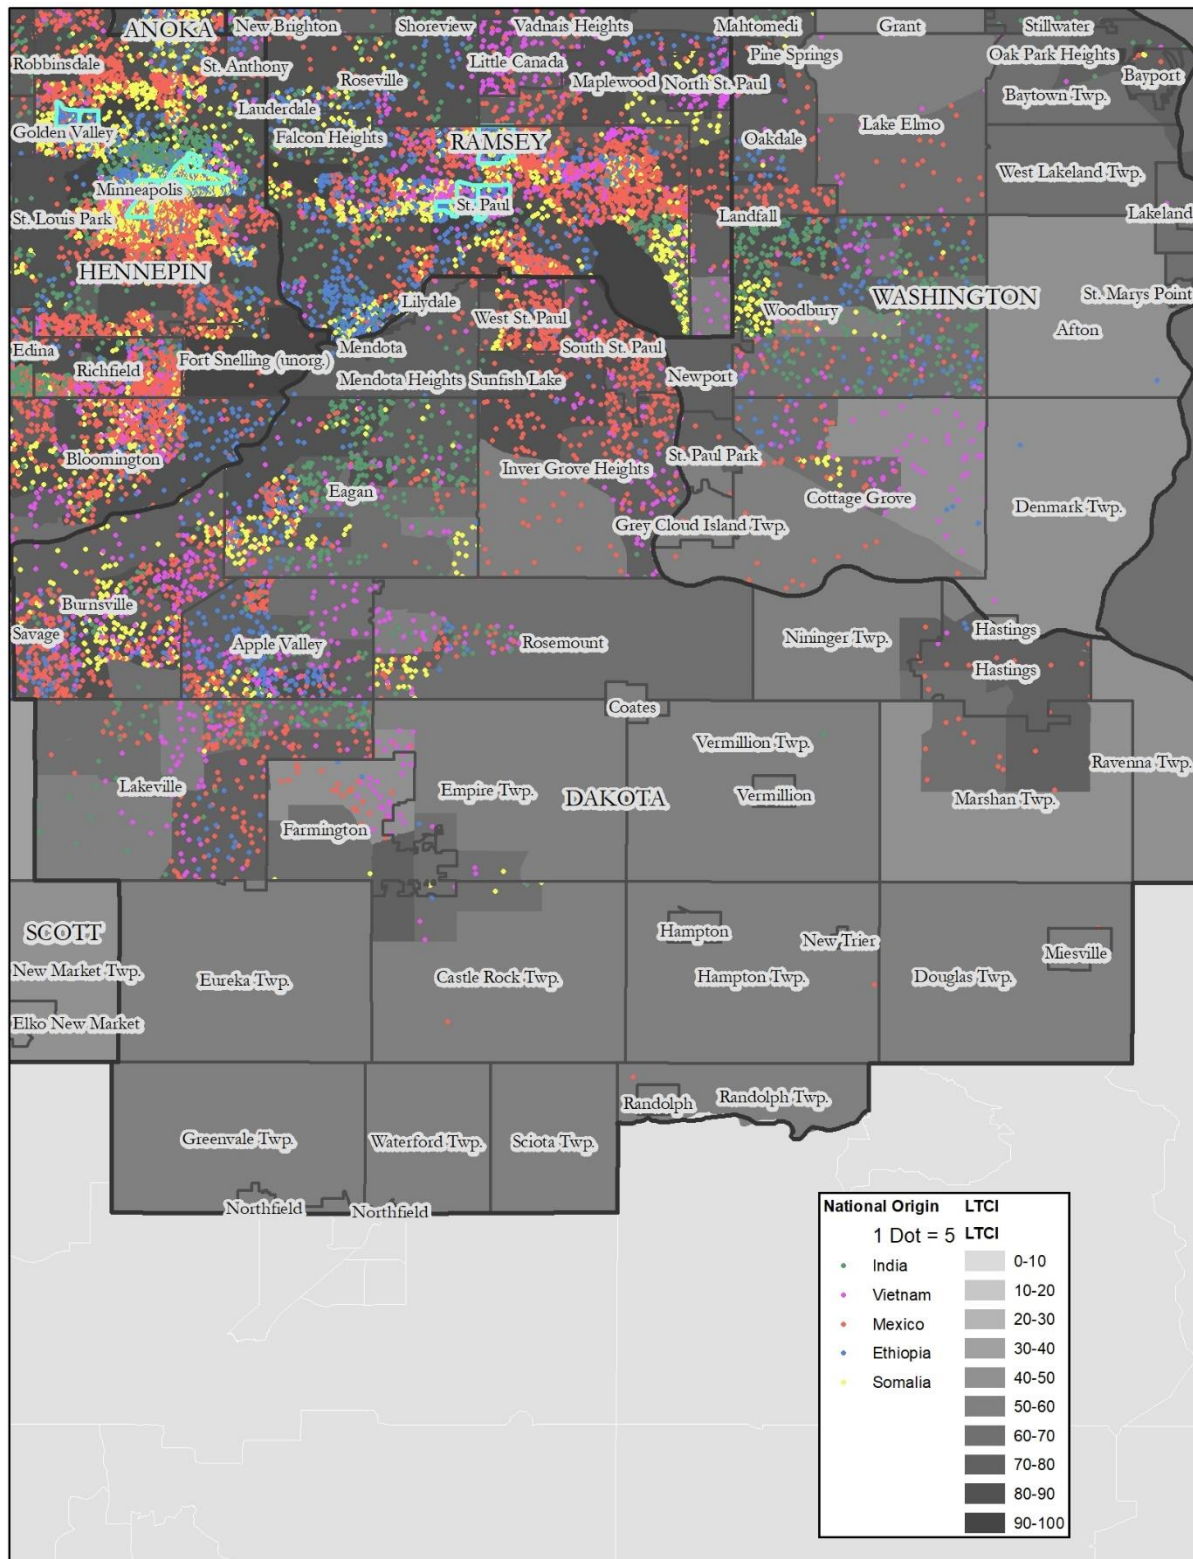 ANOKA
New Brighton
Shoreview
Vadnais Heights
Mahtomedi
Grant
Stillwater
Robbinsdale
St. Anthony
Roseville
Little Canada
Maplewood
North St. Paul
Pine Springs
Oak Park Heights
Bayport
Baytown Twp.
Lauderdale
Golden Valley
Falcon Heights
RAMSEY
Oakdale
Lake Elmo
West Lakeland Twp.
Minneapolis
St. Louis Park
St. Paul
Landfall
Lakeland
HENNEPIN
Lilydale
West St. Paul
Woodbury
WASHINGTON
St. Marys Point
Afton
Edina
Richfield
Fort Snelling (unorg.)
Mendota
South St. Paul
Mendota Heights
Sunfish Lake
Newport
Bloomington
Eagan
Inver Grove Heights
St. Paul Park
Cottage Grove
Denmark Twp.
Grey Cloud Island Twp.
Burnsville
Savage
Apple Valley
Rosemount
Nininger Twp.
Hastings
Hastings
Coates
Vermillion Twp.
Ravenna Twp.
Lakeville
Empire Twp.
DAKOTA
Vermillion
Marshan Twp.
Farmington
SCOTT
Hampton
New Trier
Miesville
New Market Twp.
Eureka Twp.
Castle Rock Twp.
Hampton Twp.
Douglas Twp.
Elko New Market
Randolph
Randolph Twp.
Greenvale Twp.
Waterford Twp.
Sciota Twp.
Northfield
Northfield
National Origin
1 Dot = 5
India
Vietnam
Mexico
Ethiopia
Somalia
LTCI
LTCI
0-10
10-20
20-30
30-40
40-50
50-60
60-70
70-80
80-90
90-100